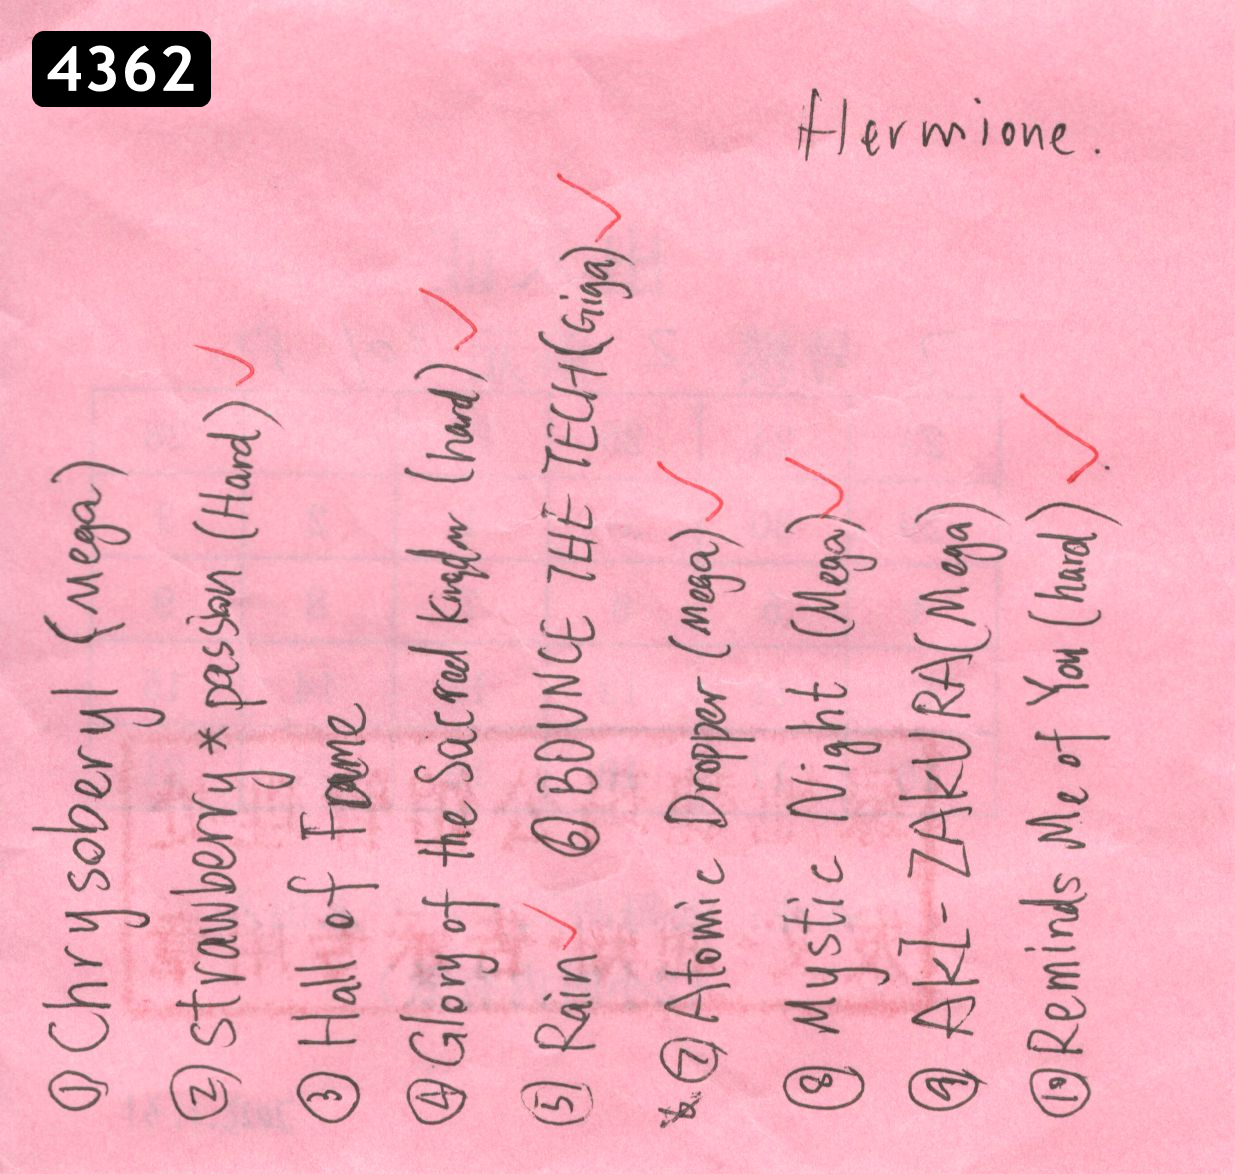 4362
Hermione.
① Chrysoberyl (Mega)
② strawberry * passion (Hard) ✓
③ Hall of Frame
④ Glory of the Sacred Kingdm (hard) ✓
⑤ Rain ✓ ⑥ BOUNCE THE TECH (Giga) ✓
⑦ Atomic Dropper (Mega) ✓
⑧ Mystic Night (Mega) ✓
⑨ AKI-ZAKURA (Mega)
⑩ Reminds Me of You (hard) ✓